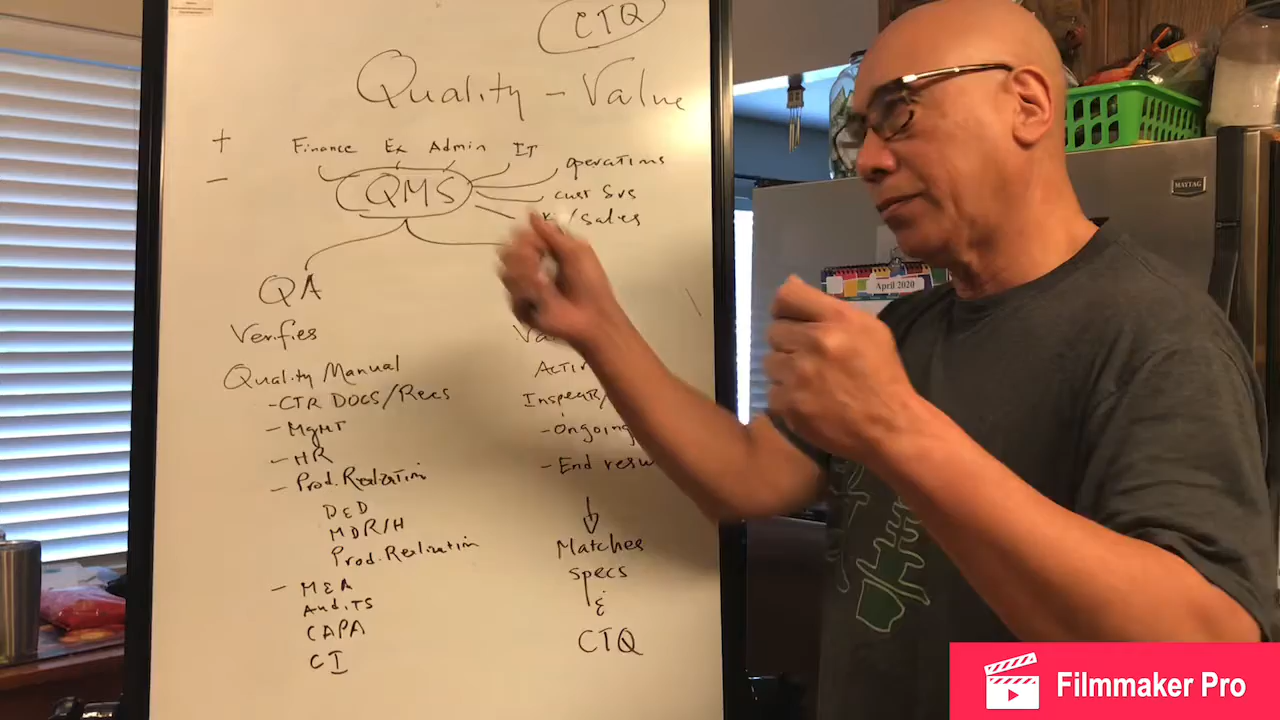 CTQ
Quality - Value
+ Finance Ex Admin IT
- QMS operations
cust Svs
/Sales
QA
Verifies
Quality Manual
- CTR DOCS/Recs
- MgMT
- HR
- Prod. Realization
D&D
MDR/H
Prod. Realization
- M&A
Audits
CAPA
CI
Inspect/
- Ongoing
- End
Matches
specs
&
CTQ
April 2020
MAYTAG
Filmmaker Pro